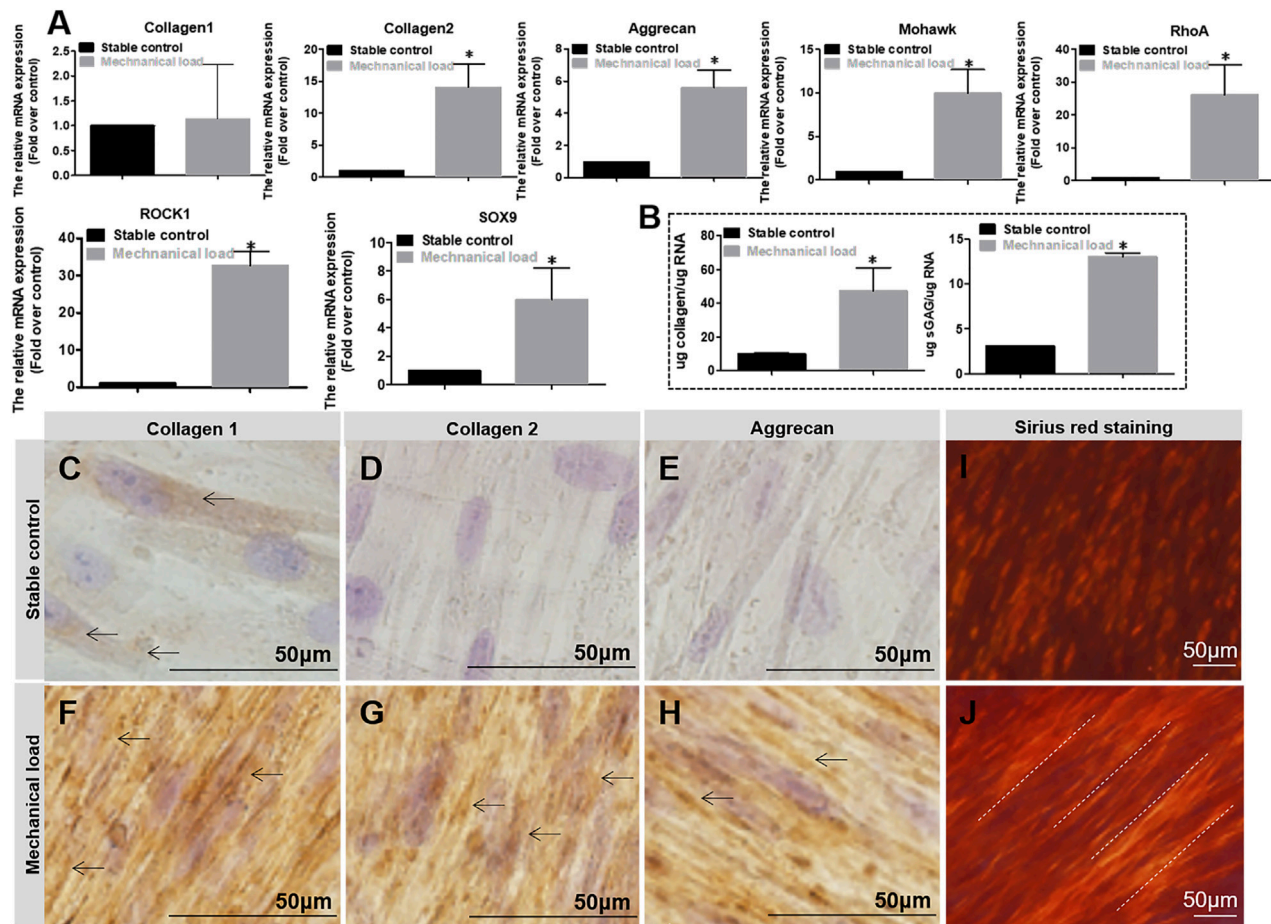 A
Collagen1
The relative mRNA expression
(Fold over control)
2.5
2.0
1.5
1.0
0.5
0.0
Stable control
Mechnanical load
Collagen2
The relative mRNA expression
(Fold over control)
20
15
10
5
0
Stable control
Mechnanical load
*
Aggrecan
The relative mRNA expression
(Fold over control)
8
6
4
2
0
Stable control
Mechnanical load
*
Mohawk
The relative mRNA expression
(Fold over control)
15
10
5
0
Stable control
Mechnanical load
*
RhoA
The relative mRNA expression
(Fold over control)
40
30
20
10
0
Stable control
Mechnanical load
*
ROCK1
The relative mRNA expression
(Fold over control)
40
30
20
10
0
Stable control
Mechnanical load
*
SOX9
The relative mRNA expression
(Fold over control)
8
6
4
2
0
Stable control
Mechnanical load
*
B
ug collagen/ug RNA
80
60
40
20
0
Stable control
Mechnanical load
*
ug sGAG/ug RNA
15
10
5
0
Stable control
Mechnanical load
*
Collagen 1
Collagen 2
Aggrecan
Sirius red staining
Stable control
C
50μm
D
50μm
E
50μm
I
50μm
Mechanical load
F
50μm
G
50μm
H
50μm
J
50μm